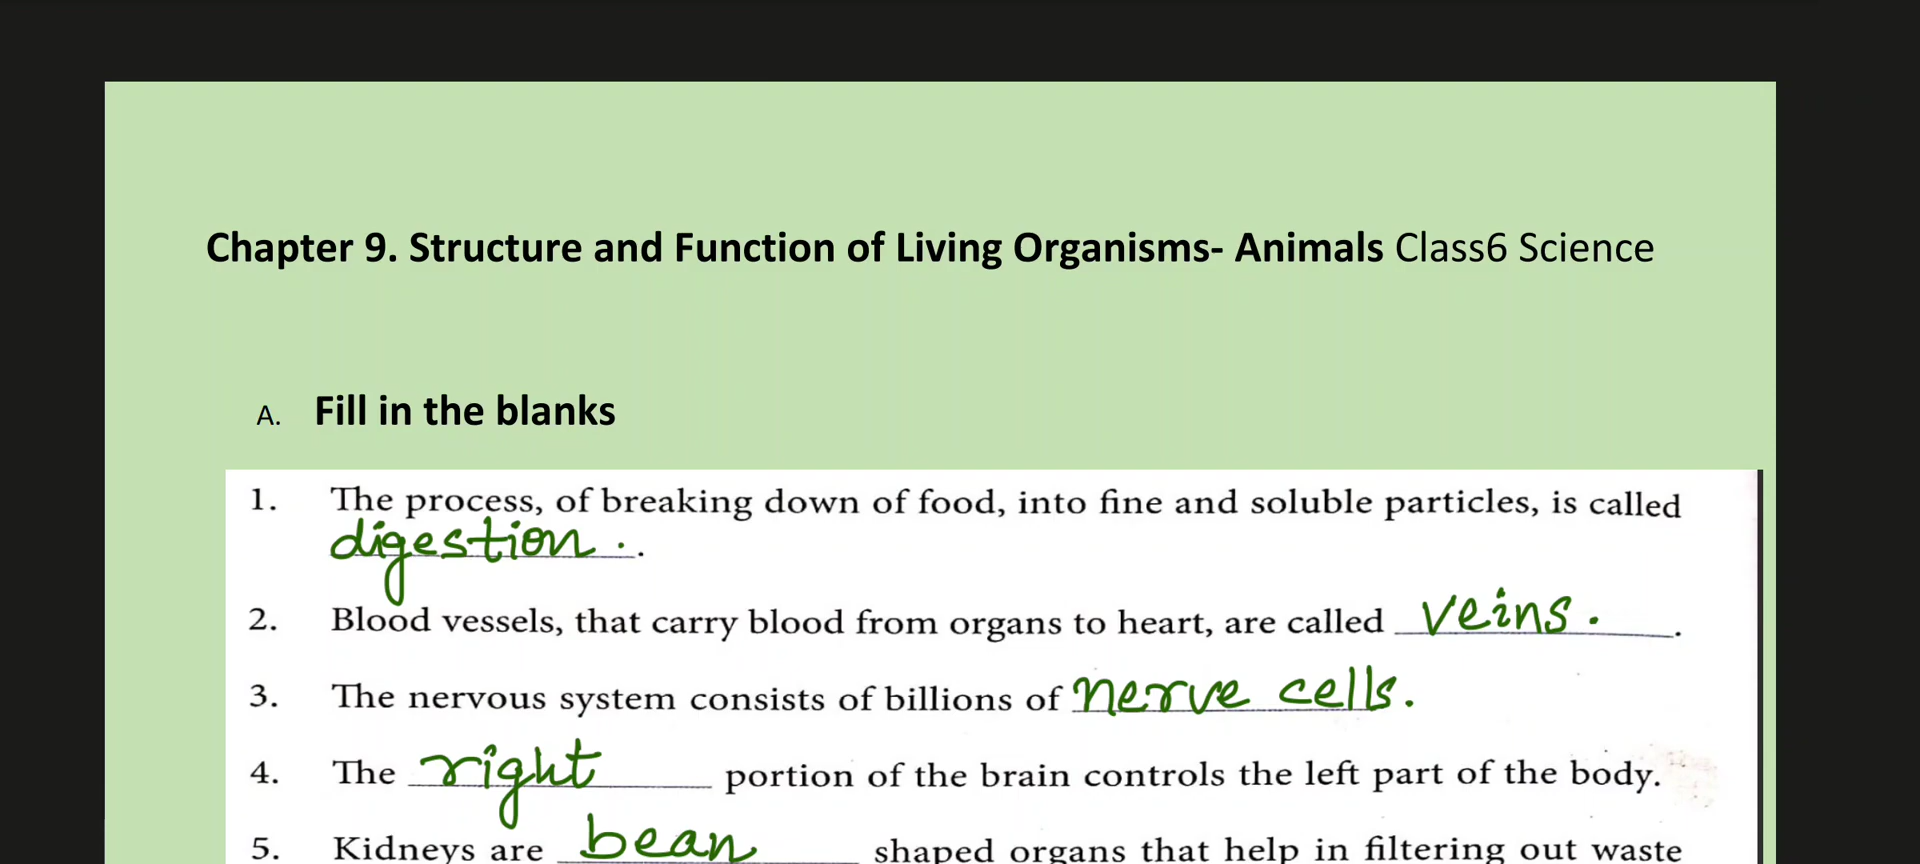 Chapter 9. Structure and Function of Living Organisms- Animals Class6 Science
A. Fill in the blanks
1. The process, of breaking down of food, into fine and soluble particles, is called
digestion.
2. Blood vessels, that carry blood from organs to heart, are called veins.
3. The nervous system consists of billions of nerve cells.
4. The right portion of the brain controls the left part of the body.
5. Kidneys are bean shaped organs that help in filtering out waste